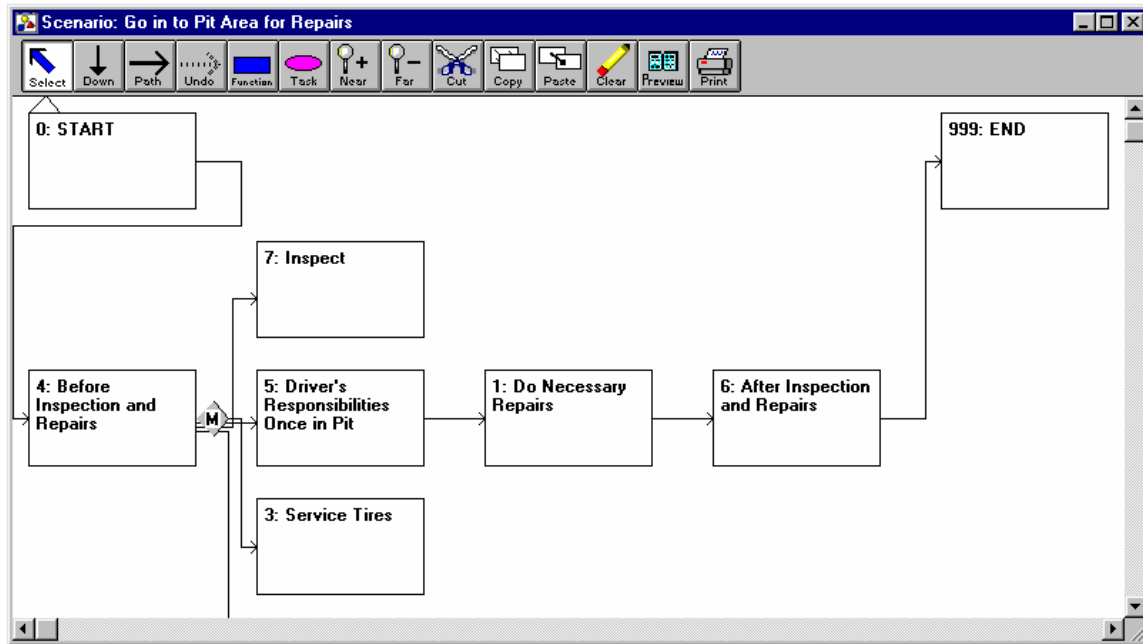 Scenario: Go in to Pit Area for Repairs
Select
Down
Path
Undo
Function
Task
Near
Far
Cut
Copy
Paste
Clear
Preview
Print
0: START
999: END
7: Inspect
4: Before
Inspection and
Repairs
M
5: Driver's
Responsibilities
Once in Pit
1: Do Necessary
Repairs
6: After Inspection
and Repairs
3: Service Tires